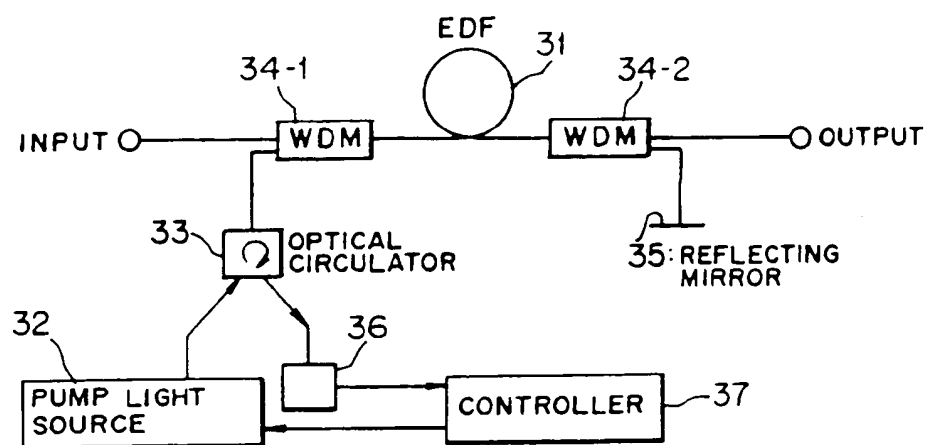 EDF
31
34-1
34-2
INPUT
WDM
WDM
OUTPUT
33
OPTICAL
CIRCULATOR
35: REFLECTING
MIRROR
32
36
PUMP LIGHT
SOURCE
CONTROLLER
37